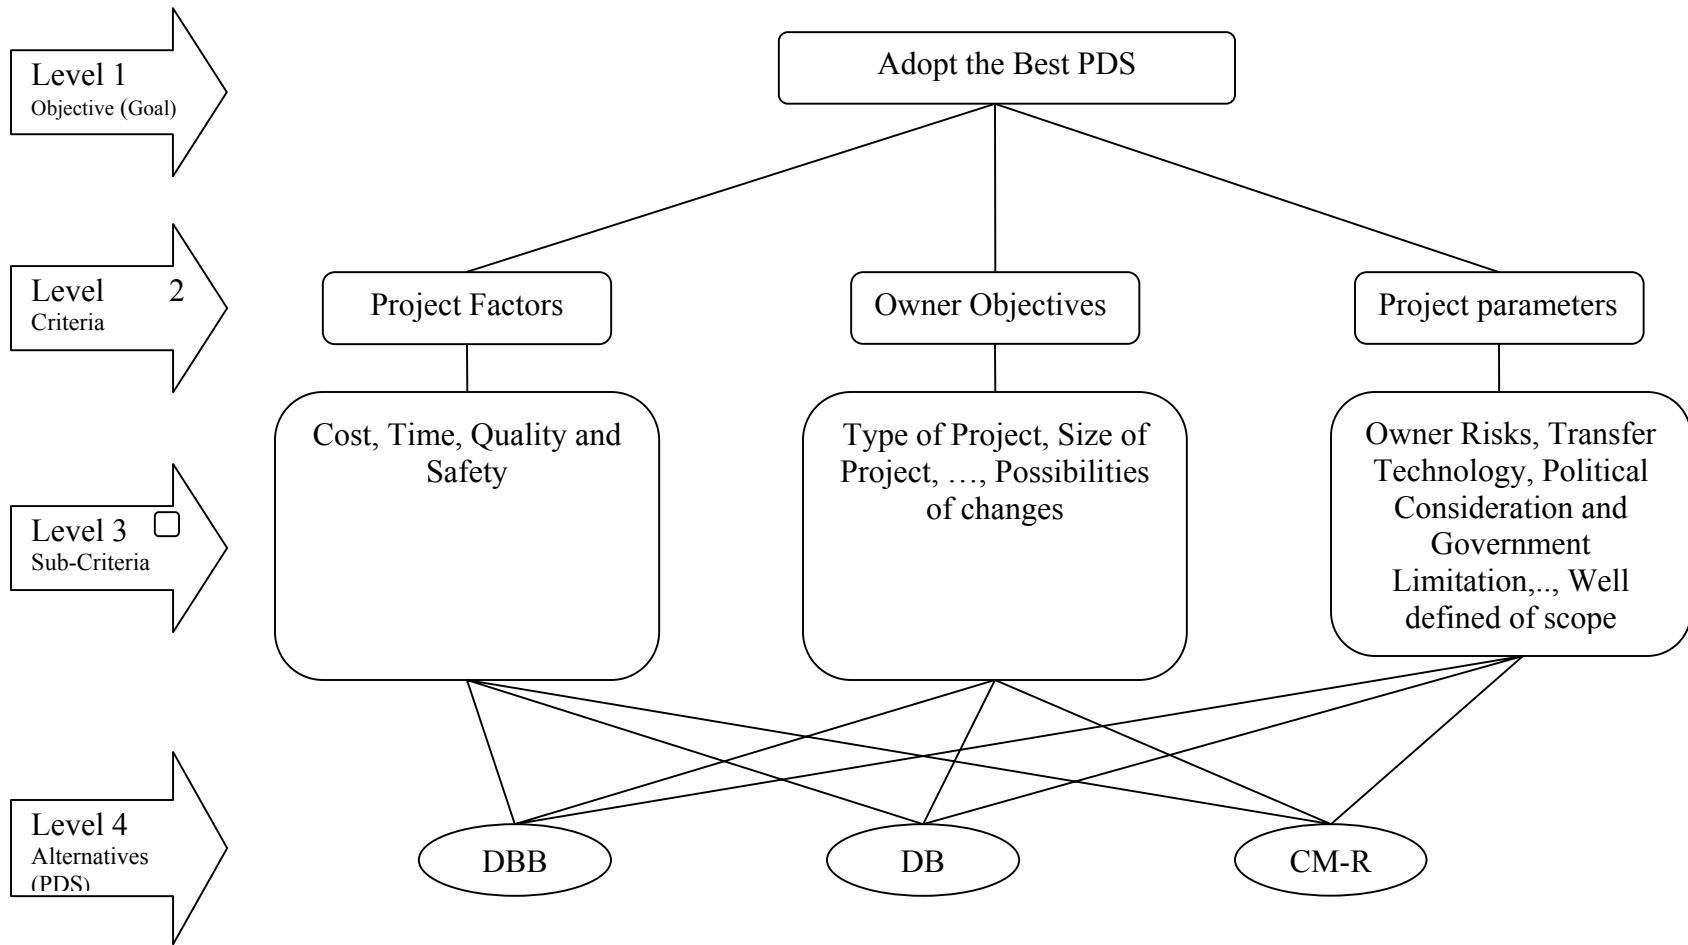 Level 1
Objective (Goal)
Adopt the Best PDS
Level 2
Criteria
Project Factors
Owner Objectives
Project parameters
Level 3
Sub-Criteria
Cost, Time, Quality and
Safety
Type of Project, Size of
Project, …, Possibilities
of changes
Owner Risks, Transfer
Technology, Political
Consideration and
Government
Limitation,.., Well
defined of scope
Level 4
Alternatives
(PDS)
DBB
DB
CM-R